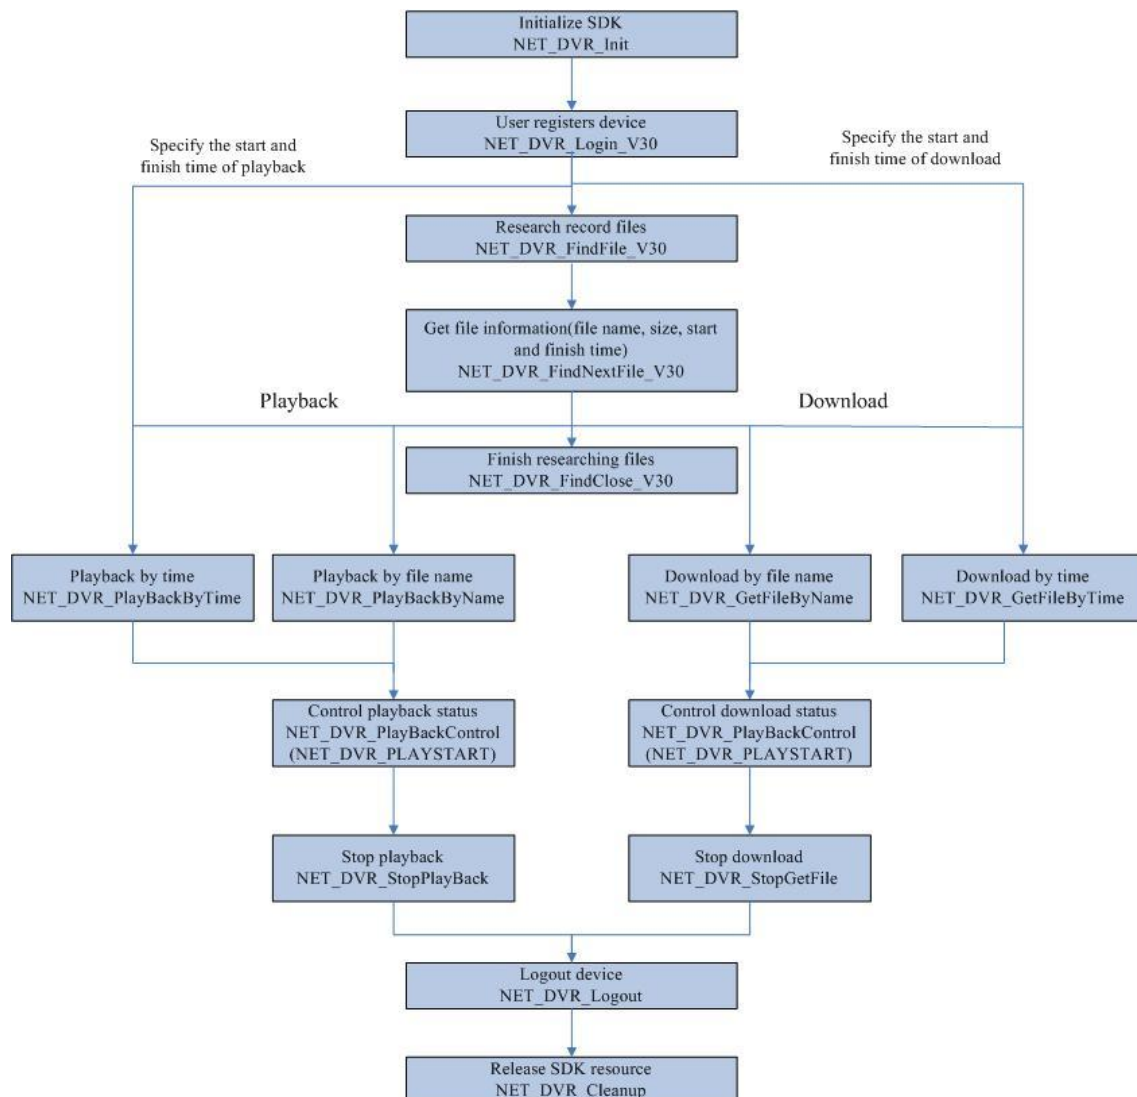 Initialize SDK
NET_DVR_Init
User registers device
NET_DVR_Login_V30
Specify the start and
finish time of playback
Specify the start and
finish time of download
Research record files
NET_DVR_FindFile_V30
Get file information(file name, size, start
and finish time)
NET_DVR_FindNextFile_V30
Playback
Download
Finish researching files
NET_DVR_FindClose_V30
Playback by time
NET_DVR_PlayBackByTime
Playback by file name
NET_DVR_PlayBackByName
Download by file name
NET_DVR_GetFileByName
Download by time
NET_DVR_GetFileByTime
Control playback status
NET_DVR_PlayBackControl
(NET_DVR_PLAYSTART)
Control download status
NET_DVR_PlayBackControl
(NET_DVR_PLAYSTART)
Stop playback
NET_DVR_StopPlayBack
Stop download
NET_DVR_StopGetFile
Logout device
NET_DVR_Logout
Release SDK resource
NET_DVR_Cleanup